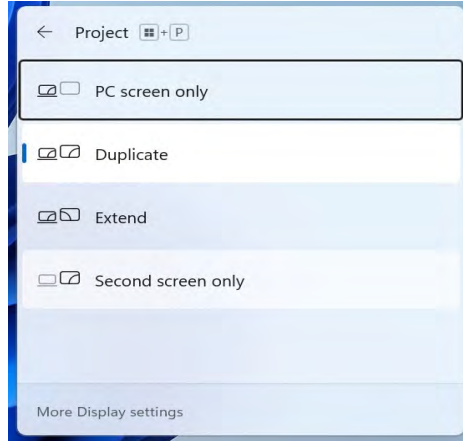 Project + P
PC screen only
Duplicate
Extend
Second screen only
More Display settings